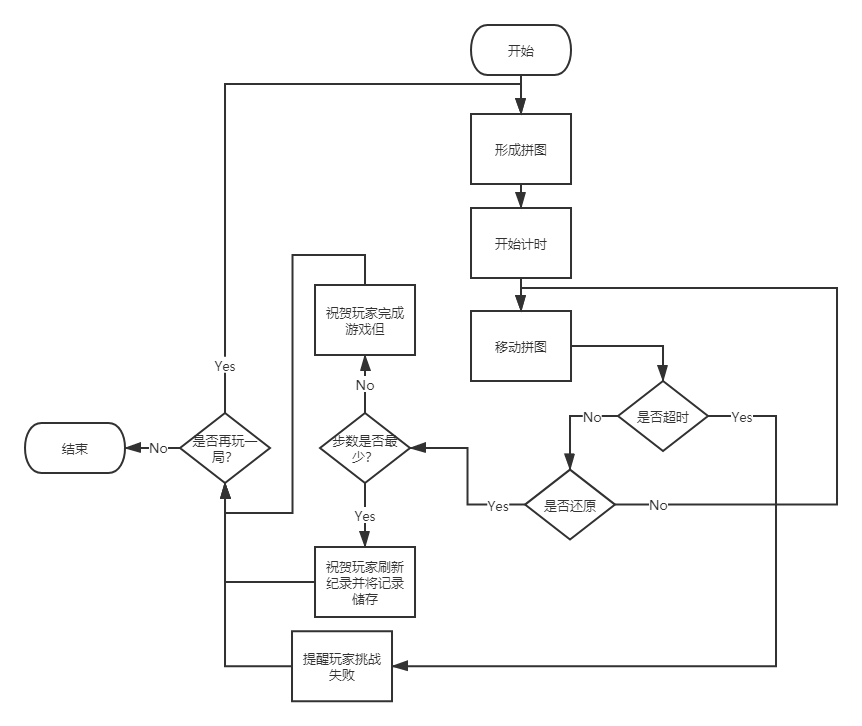 开始
形成拼图
开始计时
祝贺玩家完成
游戏但
移动拼图
Yes
No
是否超时
No
Yes
结束
No
是否再玩一
局?
步数是否最
少?
Yes
是否还原
No
Yes
祝贺玩家刷新
纪录并将记录
储存
提醒玩家挑战
失败